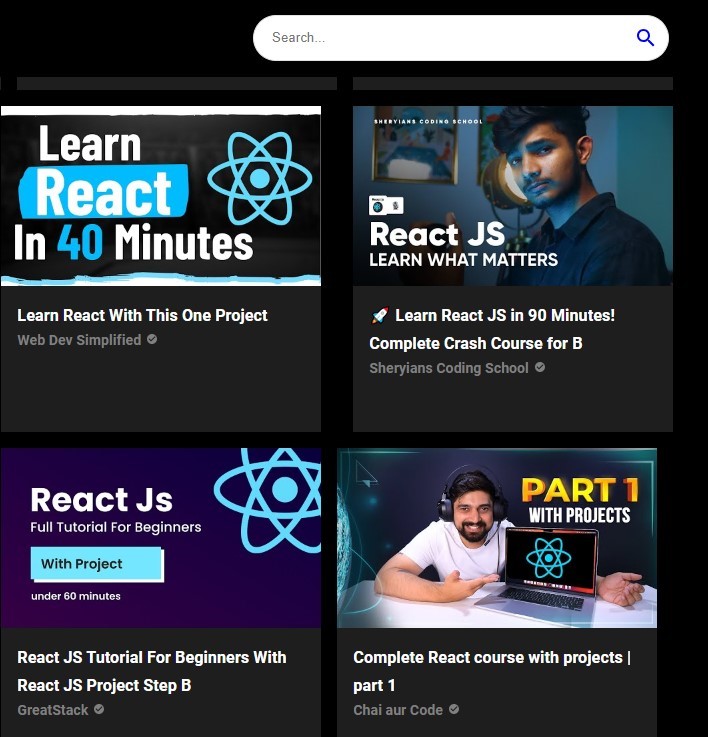 Search...
Learn
React
In 40 Minutes
SHERYIANS CODING SCHOOL
React JS
LEARN WHAT MATTERS
Learn React With This One Project
Web Dev Simplified
🚀 Learn React JS in 90 Minutes!
Complete Crash Course for B
Sheryians Coding School
React Js
Full Tutorial For Beginners
With Project
under 60 minutes
PART 1
WITH PROJECTS
React JS Tutorial For Beginners With
React JS Project Step B
GreatStack
Complete React course with projects |
part 1
Chai aur Code